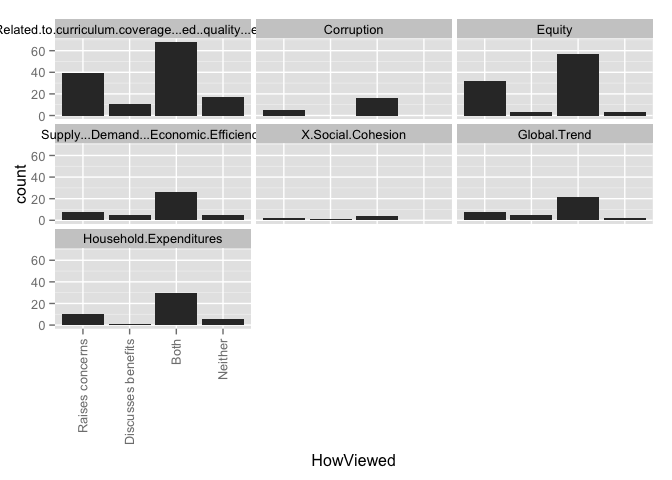 Related.to.curriculum.coverage...ed..quality...e
Corruption
Equity
60
40
20
0
Supply...Demand...Economic.Efficienc
X.Social.Cohesion
Global.Trend
60
40
20
0
count
Household.Expenditures
60
40
20
0
Raises concerns
Discusses benefits
Both
Neither
HowViewed